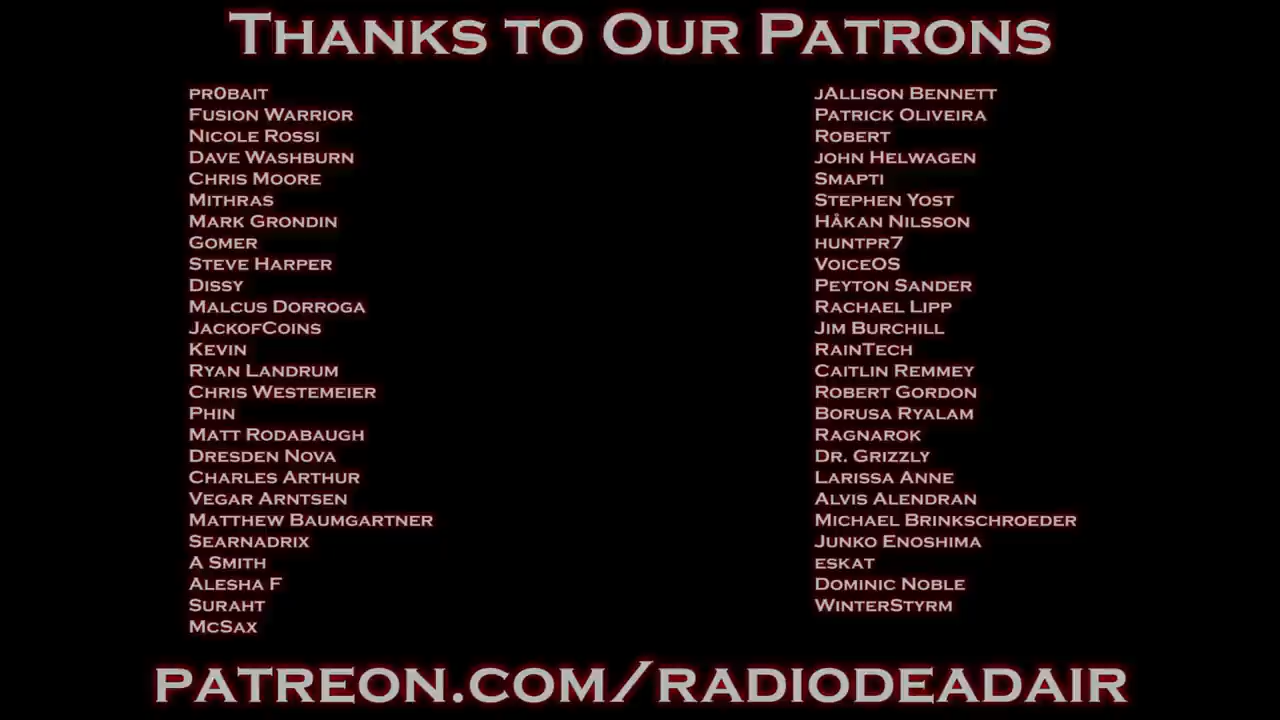 Thanks to Our Patrons
pr0bait
Fusion Warrior
Nicole Rossi
Dave Washburn
Chris Moore
Mithras
Mark Grondin
Gomer
Steve Harper
Dissy
Malcus Dorroga
JackofCoins
Kevin
Ryan Landrum
Chris Westemeier
Phin
Matt Rodabaugh
Dresden Nova
Charles Arthur
Vegar Arntsen
Matthew Baumgartner
Searnadrix
A Smith
Alesha F
Suraht
McSax
jAllison Bennett
Patrick Oliveira
Robert
john Helwagen
Smapti
Stephen Yost
Håkan Nilsson
huntpr7
VoiceOS
Peyton Sander
Rachael Lipp
Jim Burchill
RainTech
Caitlin Remmey
Robert Gordon
Borusa Ryalam
Ragnarok
Dr. Grizzly
Larissa Anne
Alvis Alendran
Michael Brinkschroeder
Junko Enoshima
eskat
Dominic Noble
WinterStyrm
patreon.com/radiodeadair